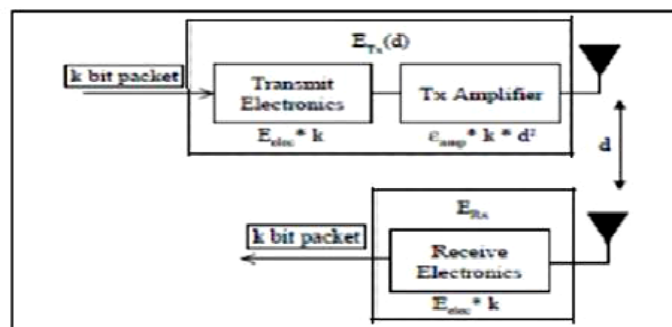 E_Tx(d)
k bit packet
Transmit
Electronics
Tx Amplifier
E_elec * k
ε_amp * k * d²
d
E_Rx
k bit packet
Receive
Electronics
E_elec * k